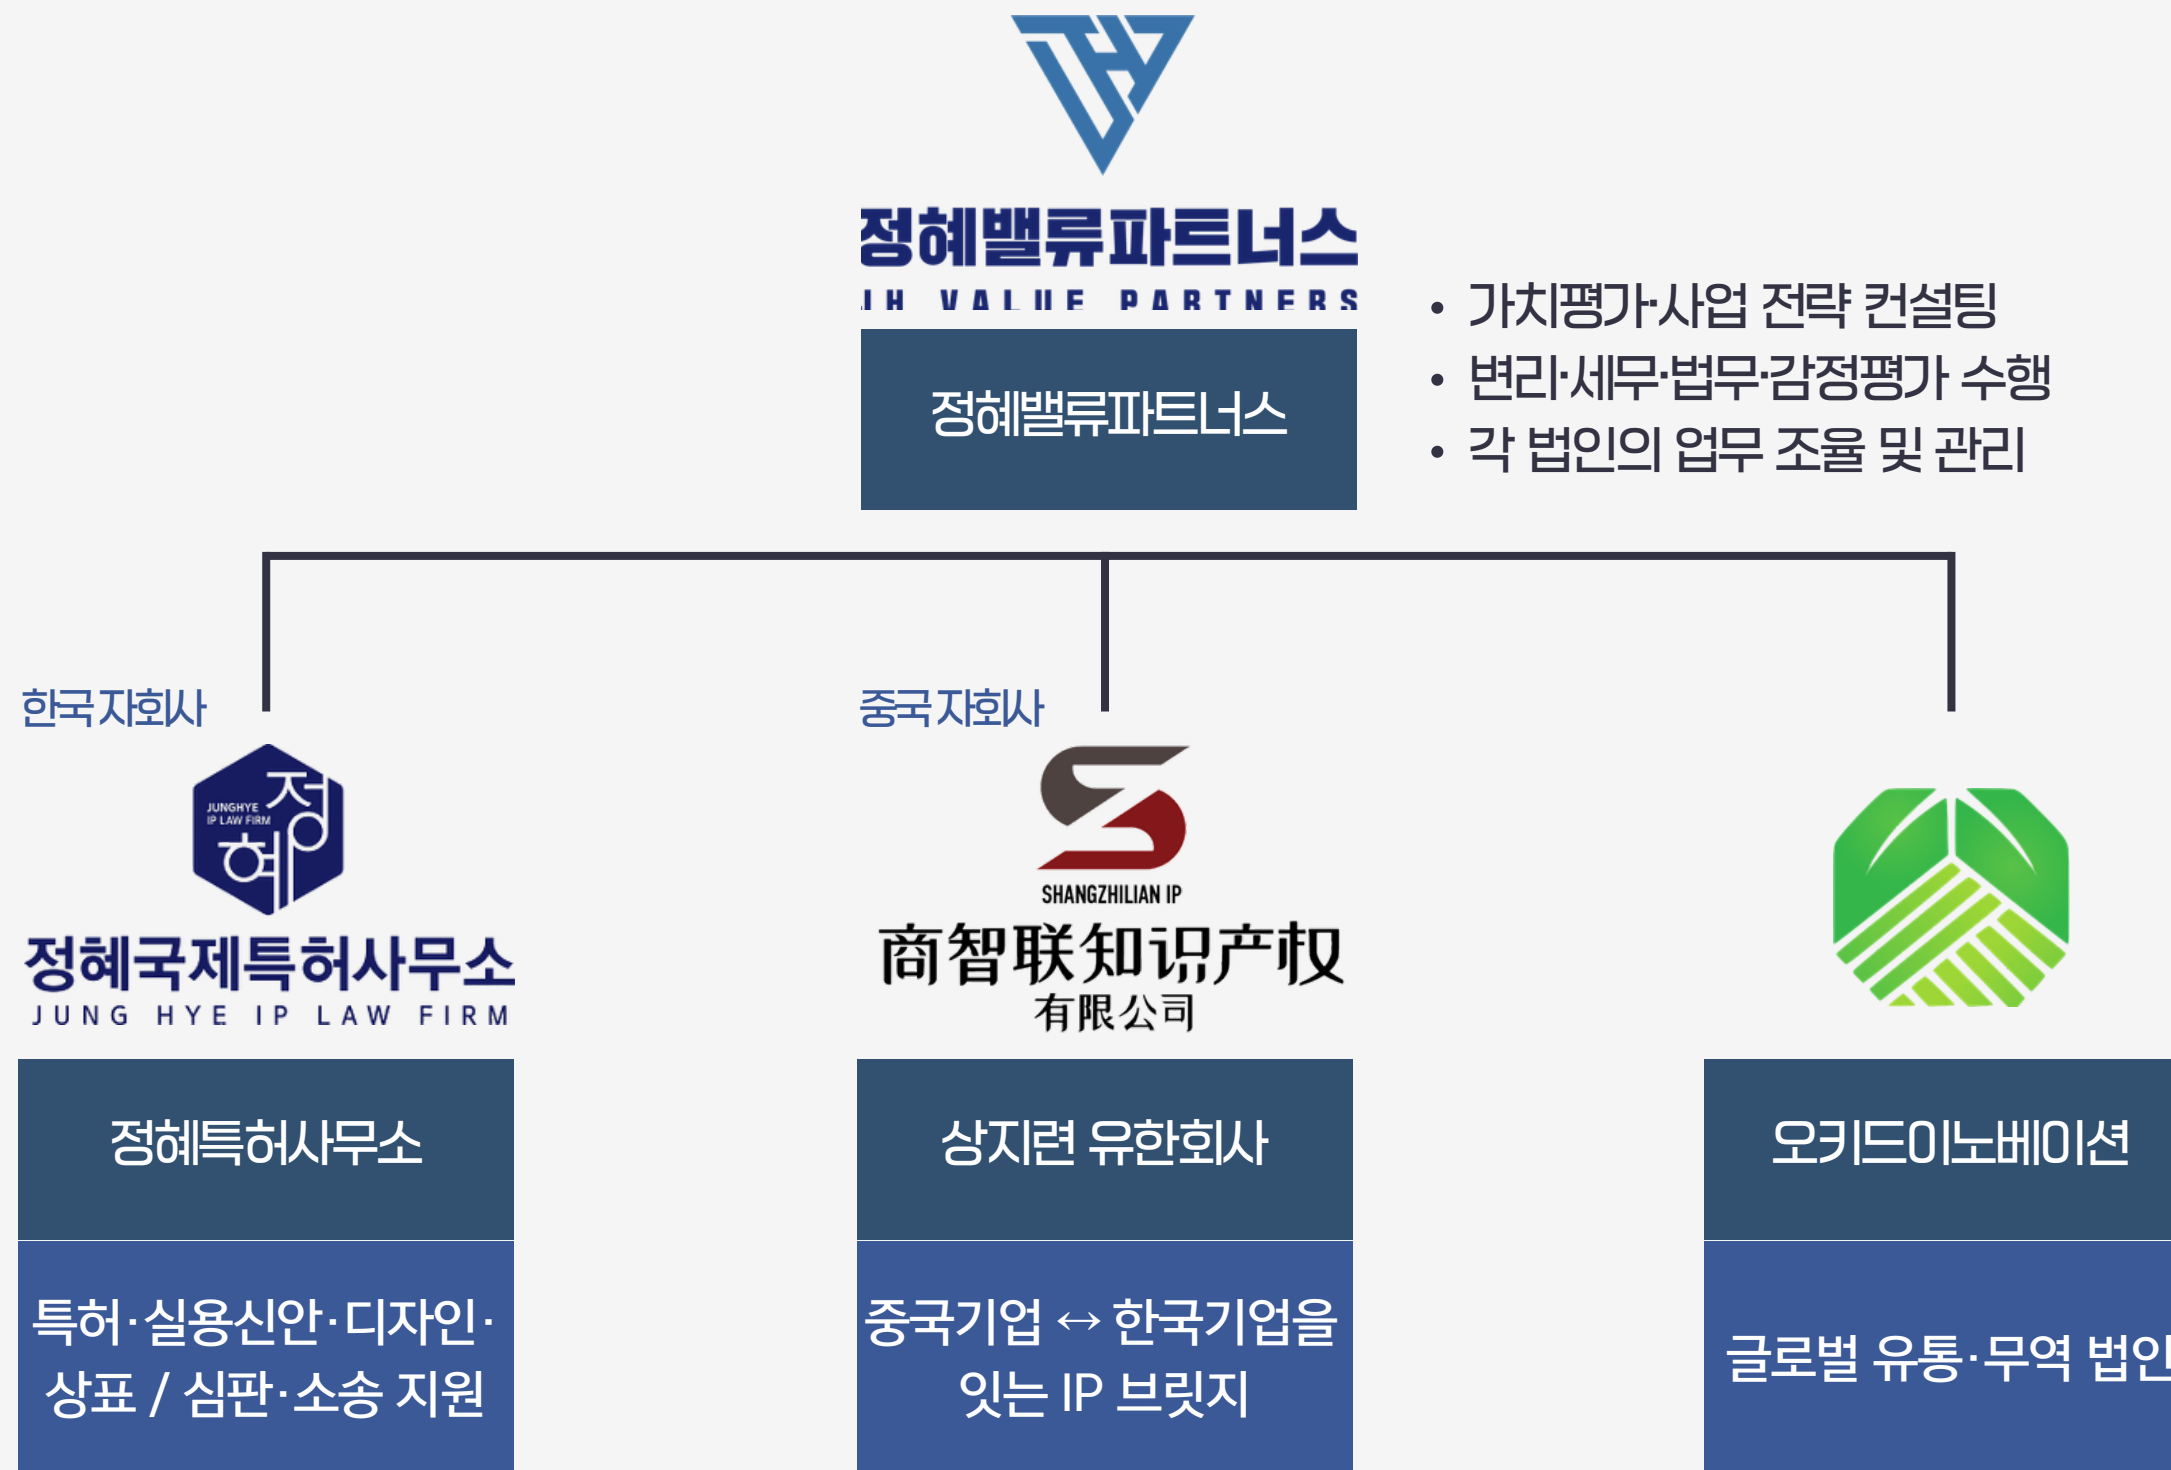 정혜밸류파트너스
JH VALUE PARTNERS
정혜밸류파트너스
• 가치평가·사업 전략 컨설팅
• 변리·세무·법무·감정평가 수행
• 각 법인의 업무 조율 및 관리
한국 자회사
JUNGHYE
IP LAW FIRM
정혜
정혜국제특허사무소
JUNG HYE IP LAW FIRM
정혜특허사무소
특허·실용신안·디자인·
상표 / 심판·소송 지원
중국 자회사
SHANGZHILIAN IP
商智联知识产权
有限公司
상지련 유한회사
중국기업 ↔ 한국기업을
잇는 IP 브릿지
오키드이노베이션
글로벌 유통·무역 법인